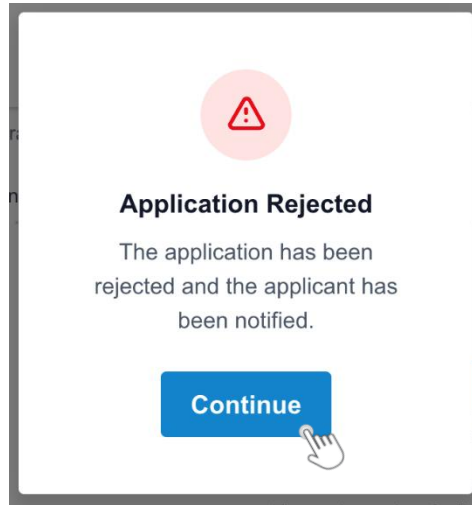 Application Rejected
The application has been
rejected and the applicant has
been notified.
Continue